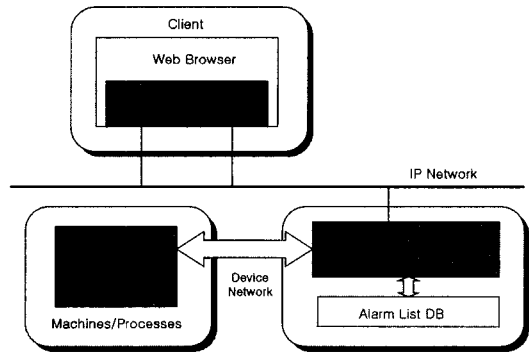 Client
Web Browser
IP Network
Device
Network
Machines/Processes
Alarm List DB